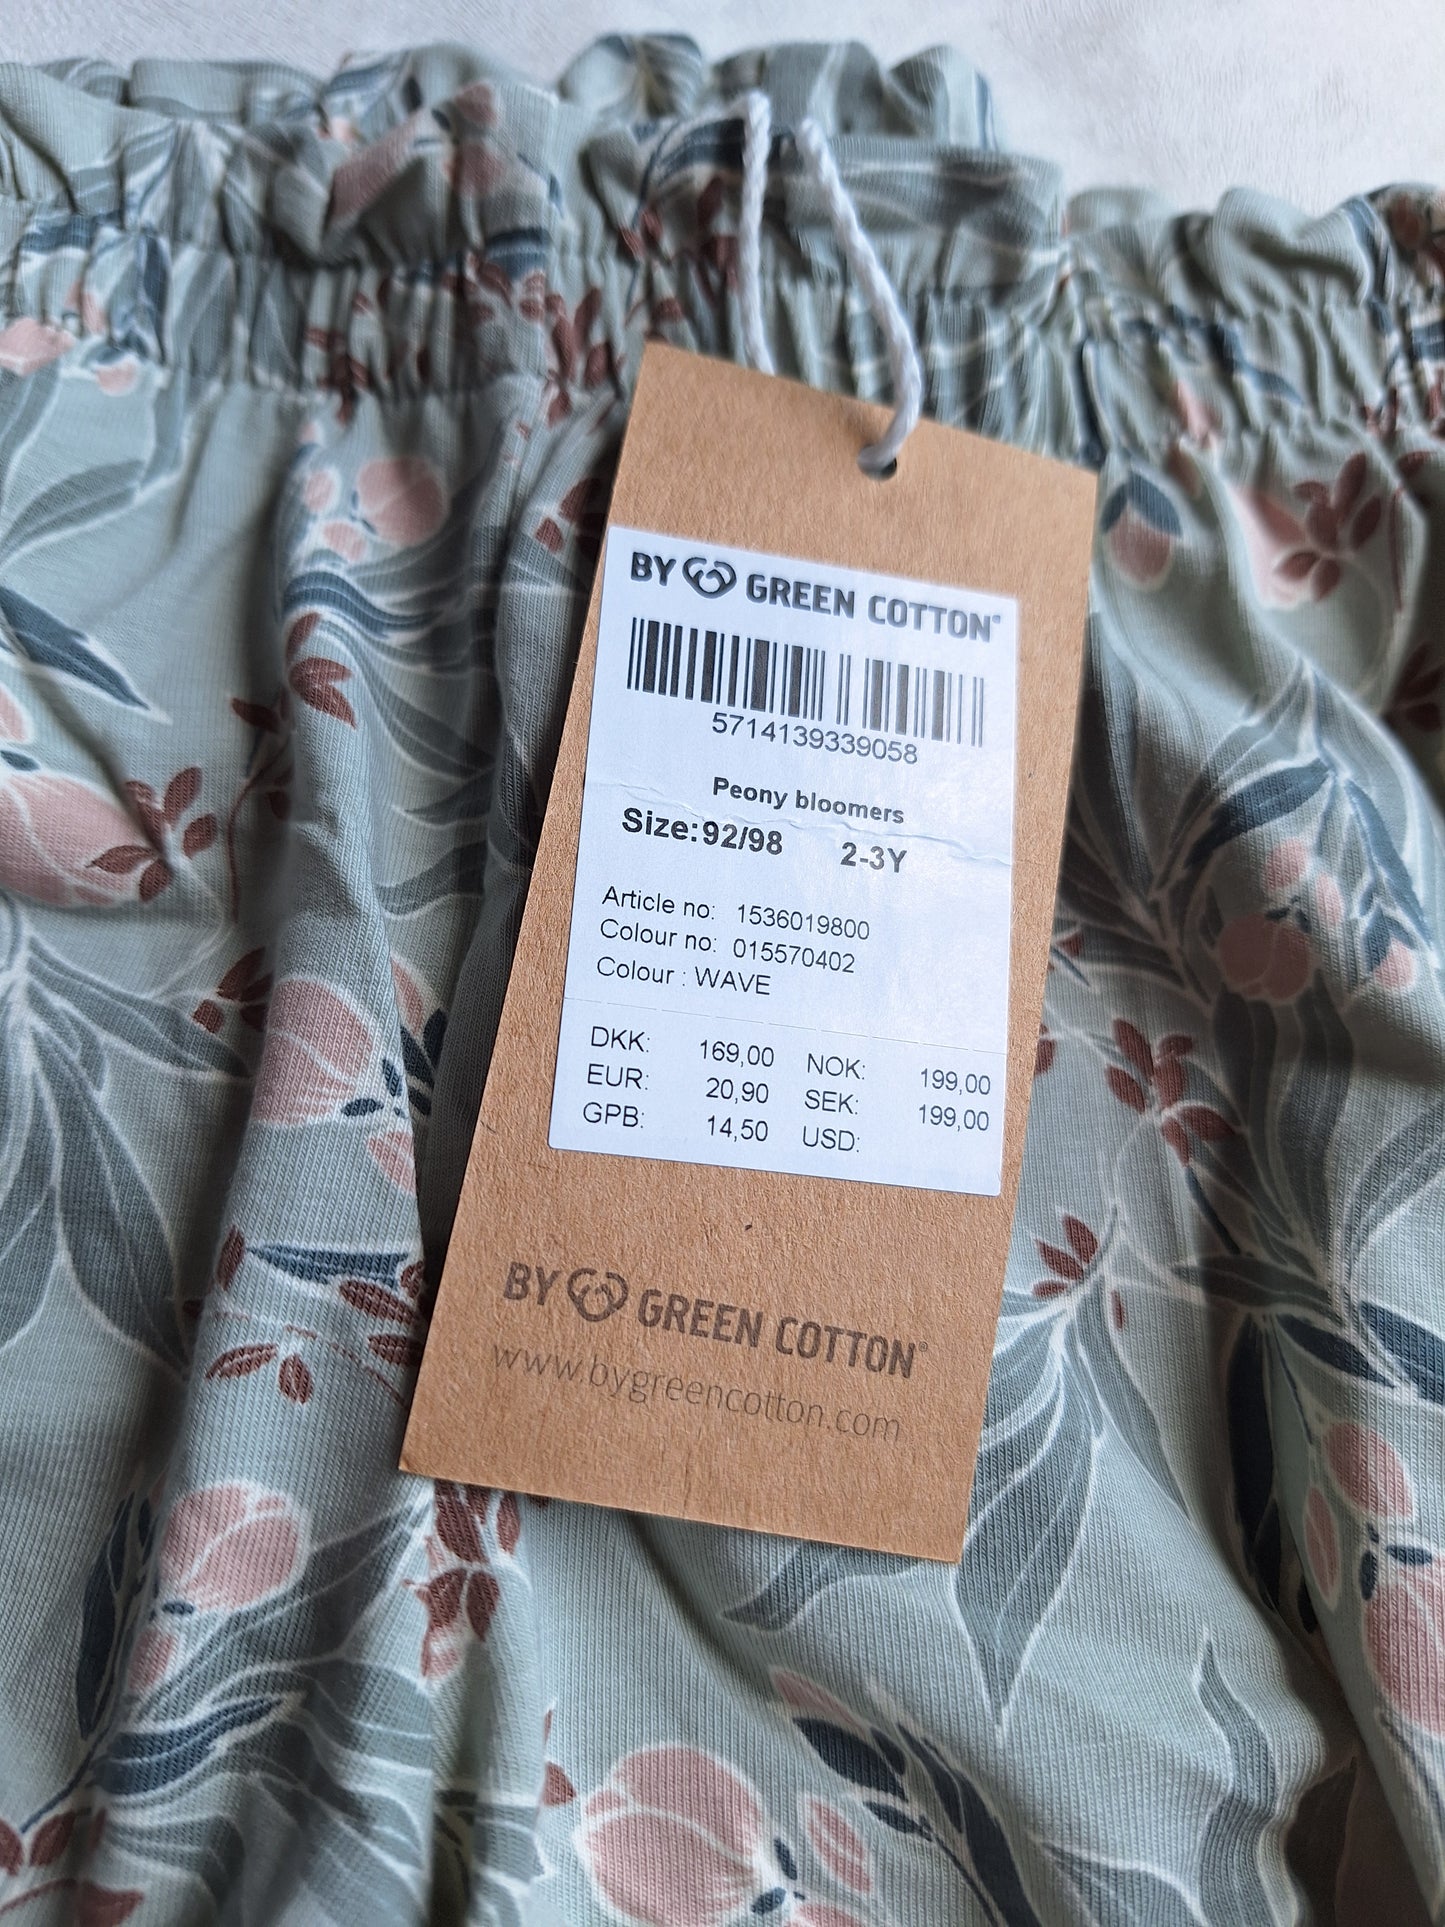 BY GREEN COTTON®
5714139339058
Peony bloomers
Size:92/98 2-3Y
Article no: 1536019800
Colour no: 015570402
Colour : WAVE
DKK: 169,00 NOK: 199,00
EUR: 20,90 SEK: 199,00
GPB: 14,50 USD:
BY GREEN COTTON®
www.bygreencotton.com